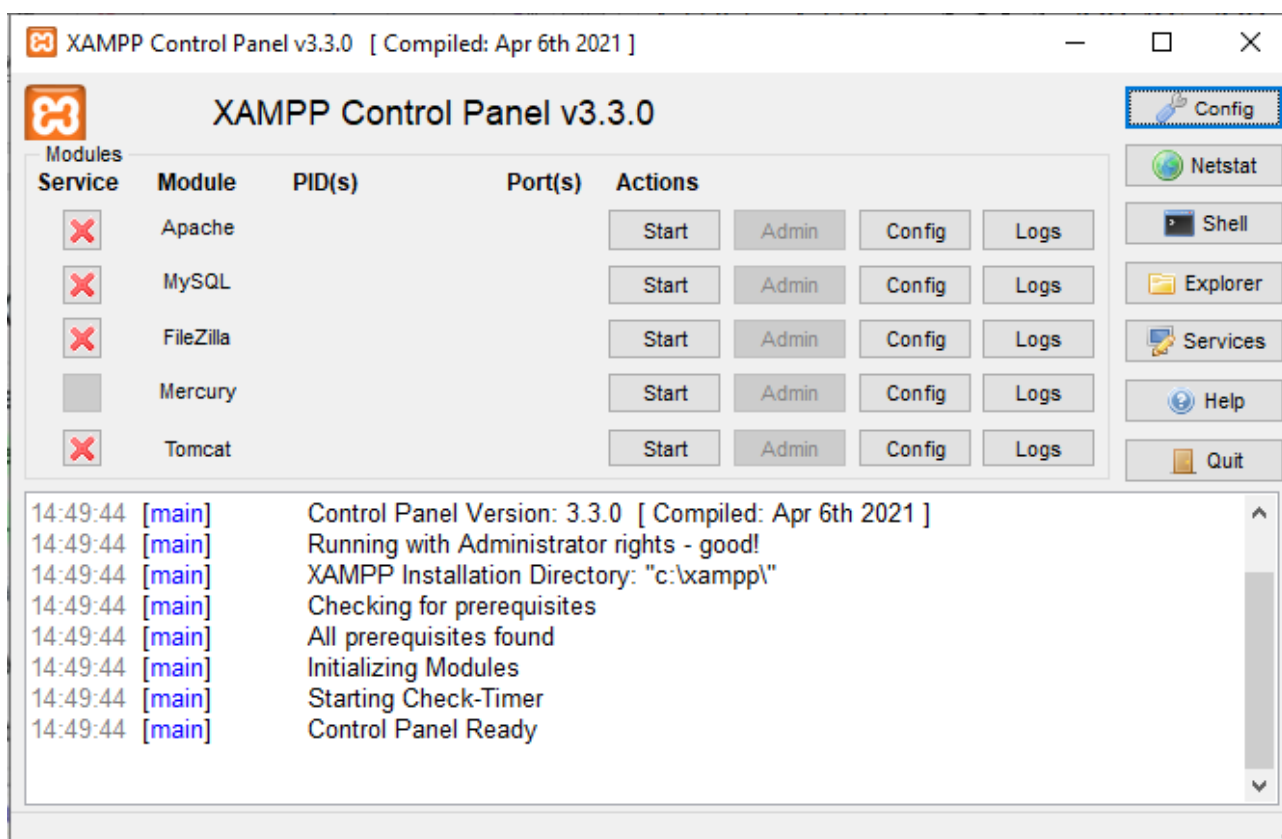 XAMPP Control Panel v3.3.0 [ Compiled: Apr 6th 2021 ]
XAMPP Control Panel v3.3.0
Config
Modules
Service Module PID(s) Port(s) Actions
Netstat
Apache Start Admin Config Logs
Shell
MySQL Start Admin Config Logs
Explorer
FileZilla Start Admin Config Logs
Services
Mercury Start Admin Config Logs
Help
Tomcat Start Admin Config Logs
Quit
14:49:44 [main] Control Panel Version: 3.3.0 [ Compiled: Apr 6th 2021 ]
14:49:44 [main] Running with Administrator rights - good!
14:49:44 [main] XAMPP Installation Directory: "c:\xampp\"
14:49:44 [main] Checking for prerequisites
14:49:44 [main] All prerequisites found
14:49:44 [main] Initializing Modules
14:49:44 [main] Starting Check-Timer
14:49:44 [main] Control Panel Ready